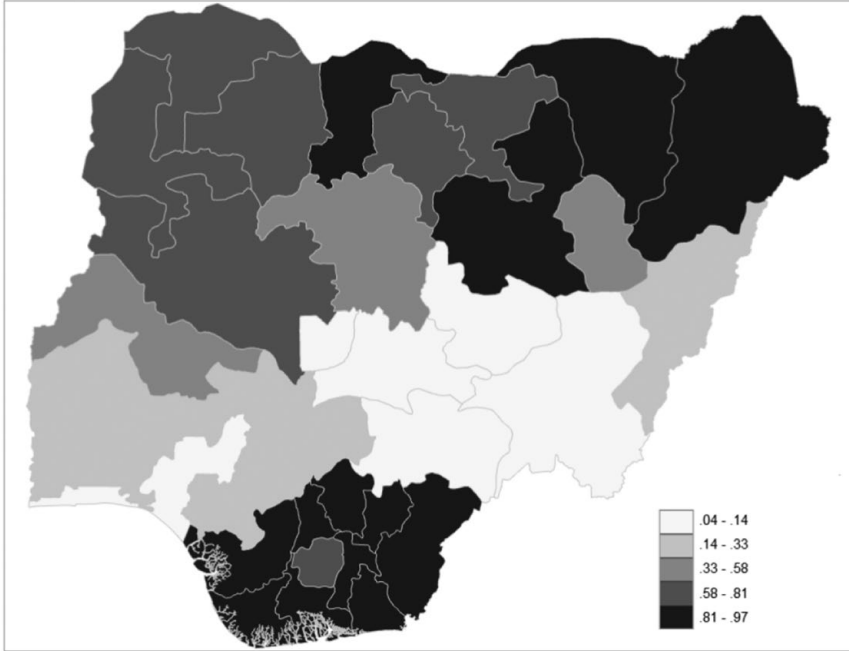 .04 - .14
.14 - .33
.33 - .58
.58 - .81
.81 - .97